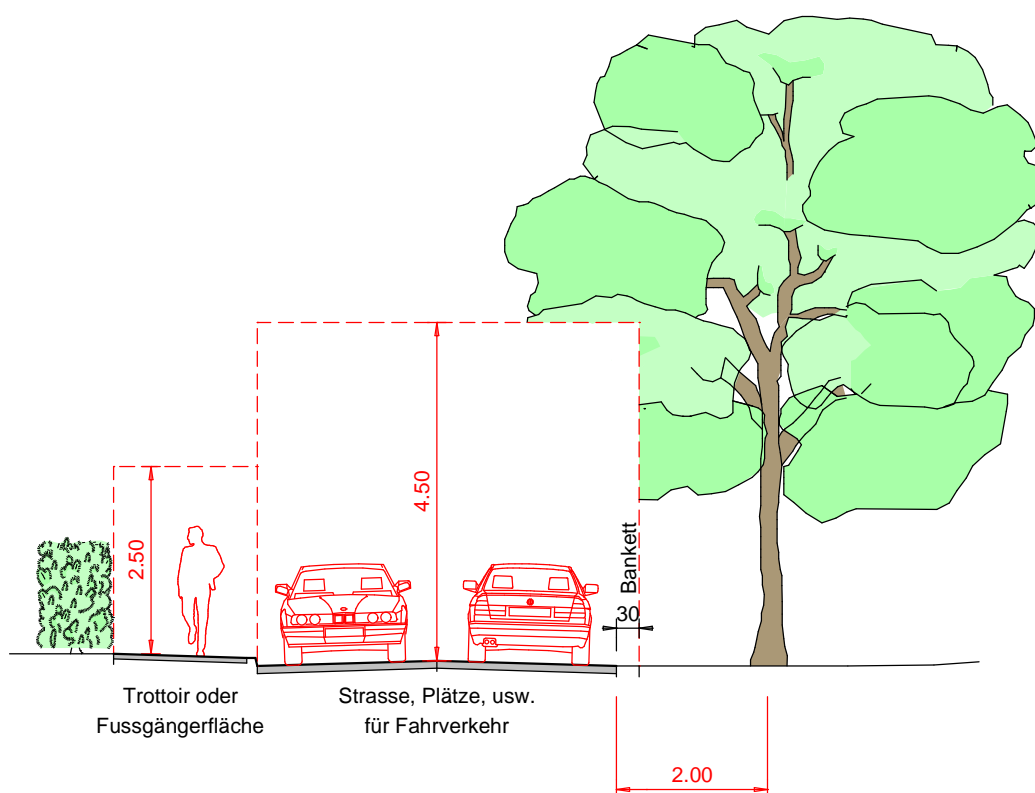 4.50
2.50
Bankett
30
Trottoir oder
Fussgängerfläche
Strasse, Plätze, usw.
für Fahrverkehr
2.00